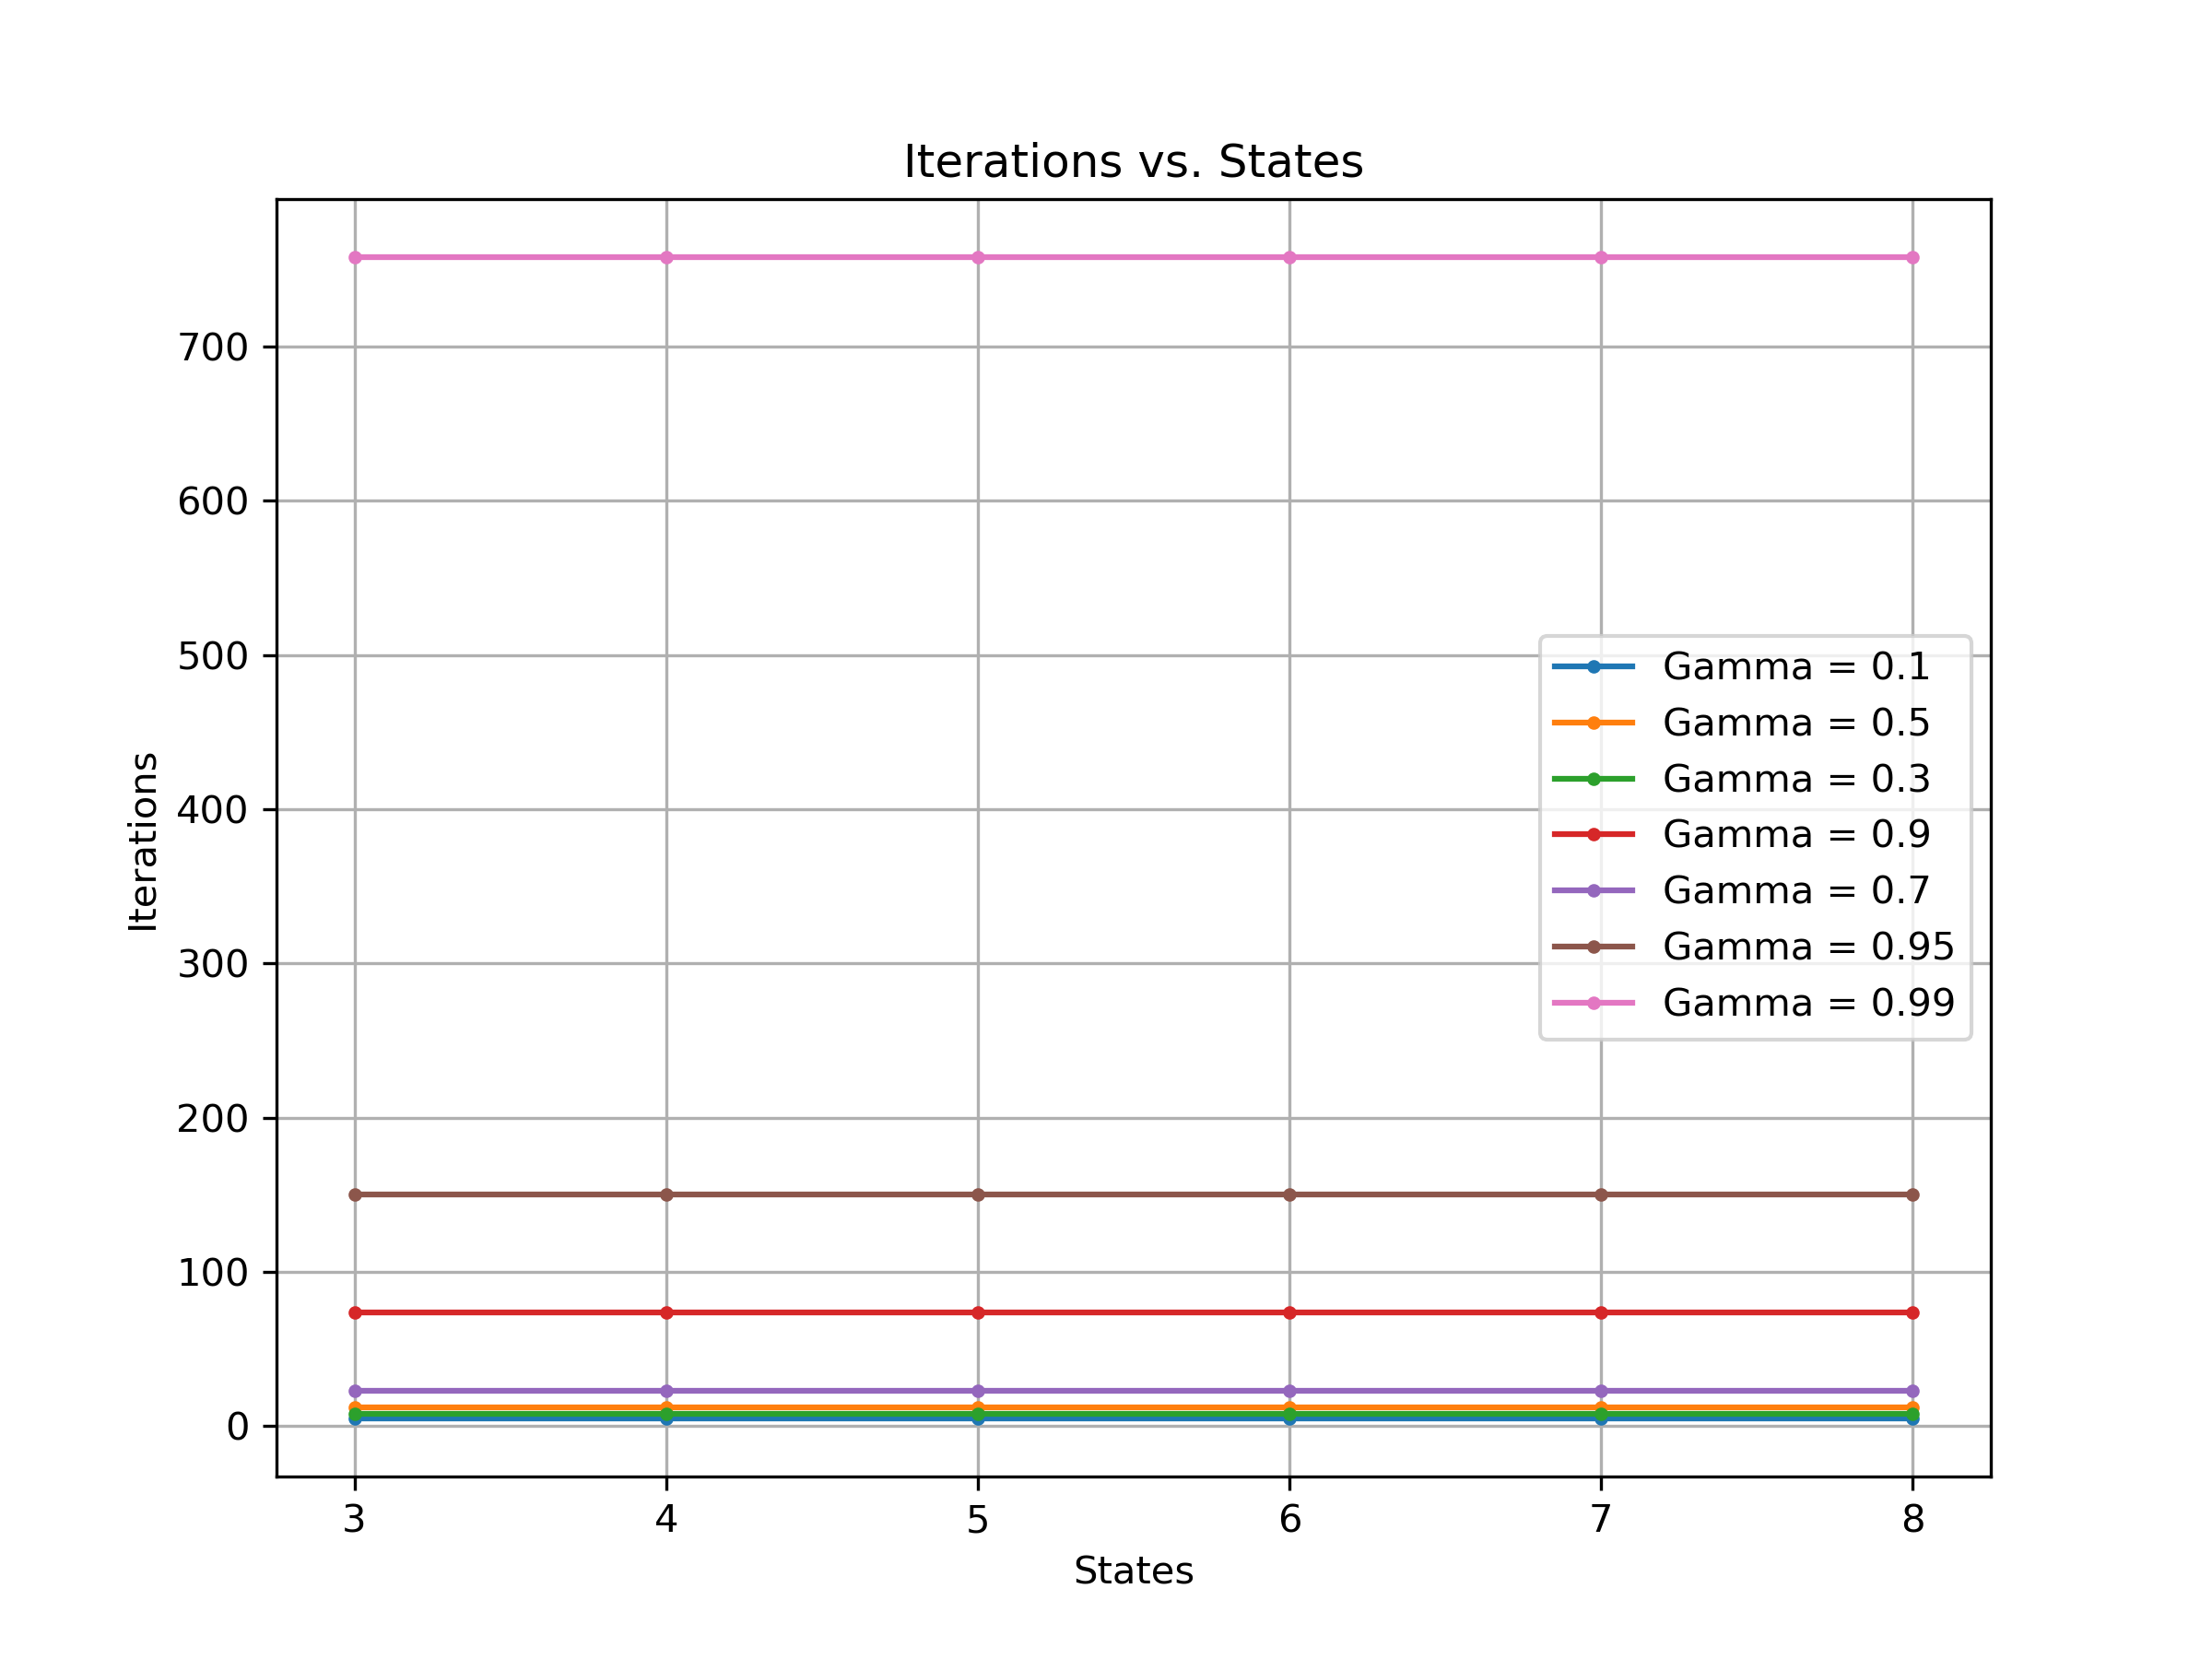 Iterations vs. States
Iterations
700
600
500
400
300
200
100
0
Gamma = 0.1
Gamma = 0.5
Gamma = 0.3
Gamma = 0.9
Gamma = 0.7
Gamma = 0.95
Gamma = 0.99
3 4 5 6 7 8
States